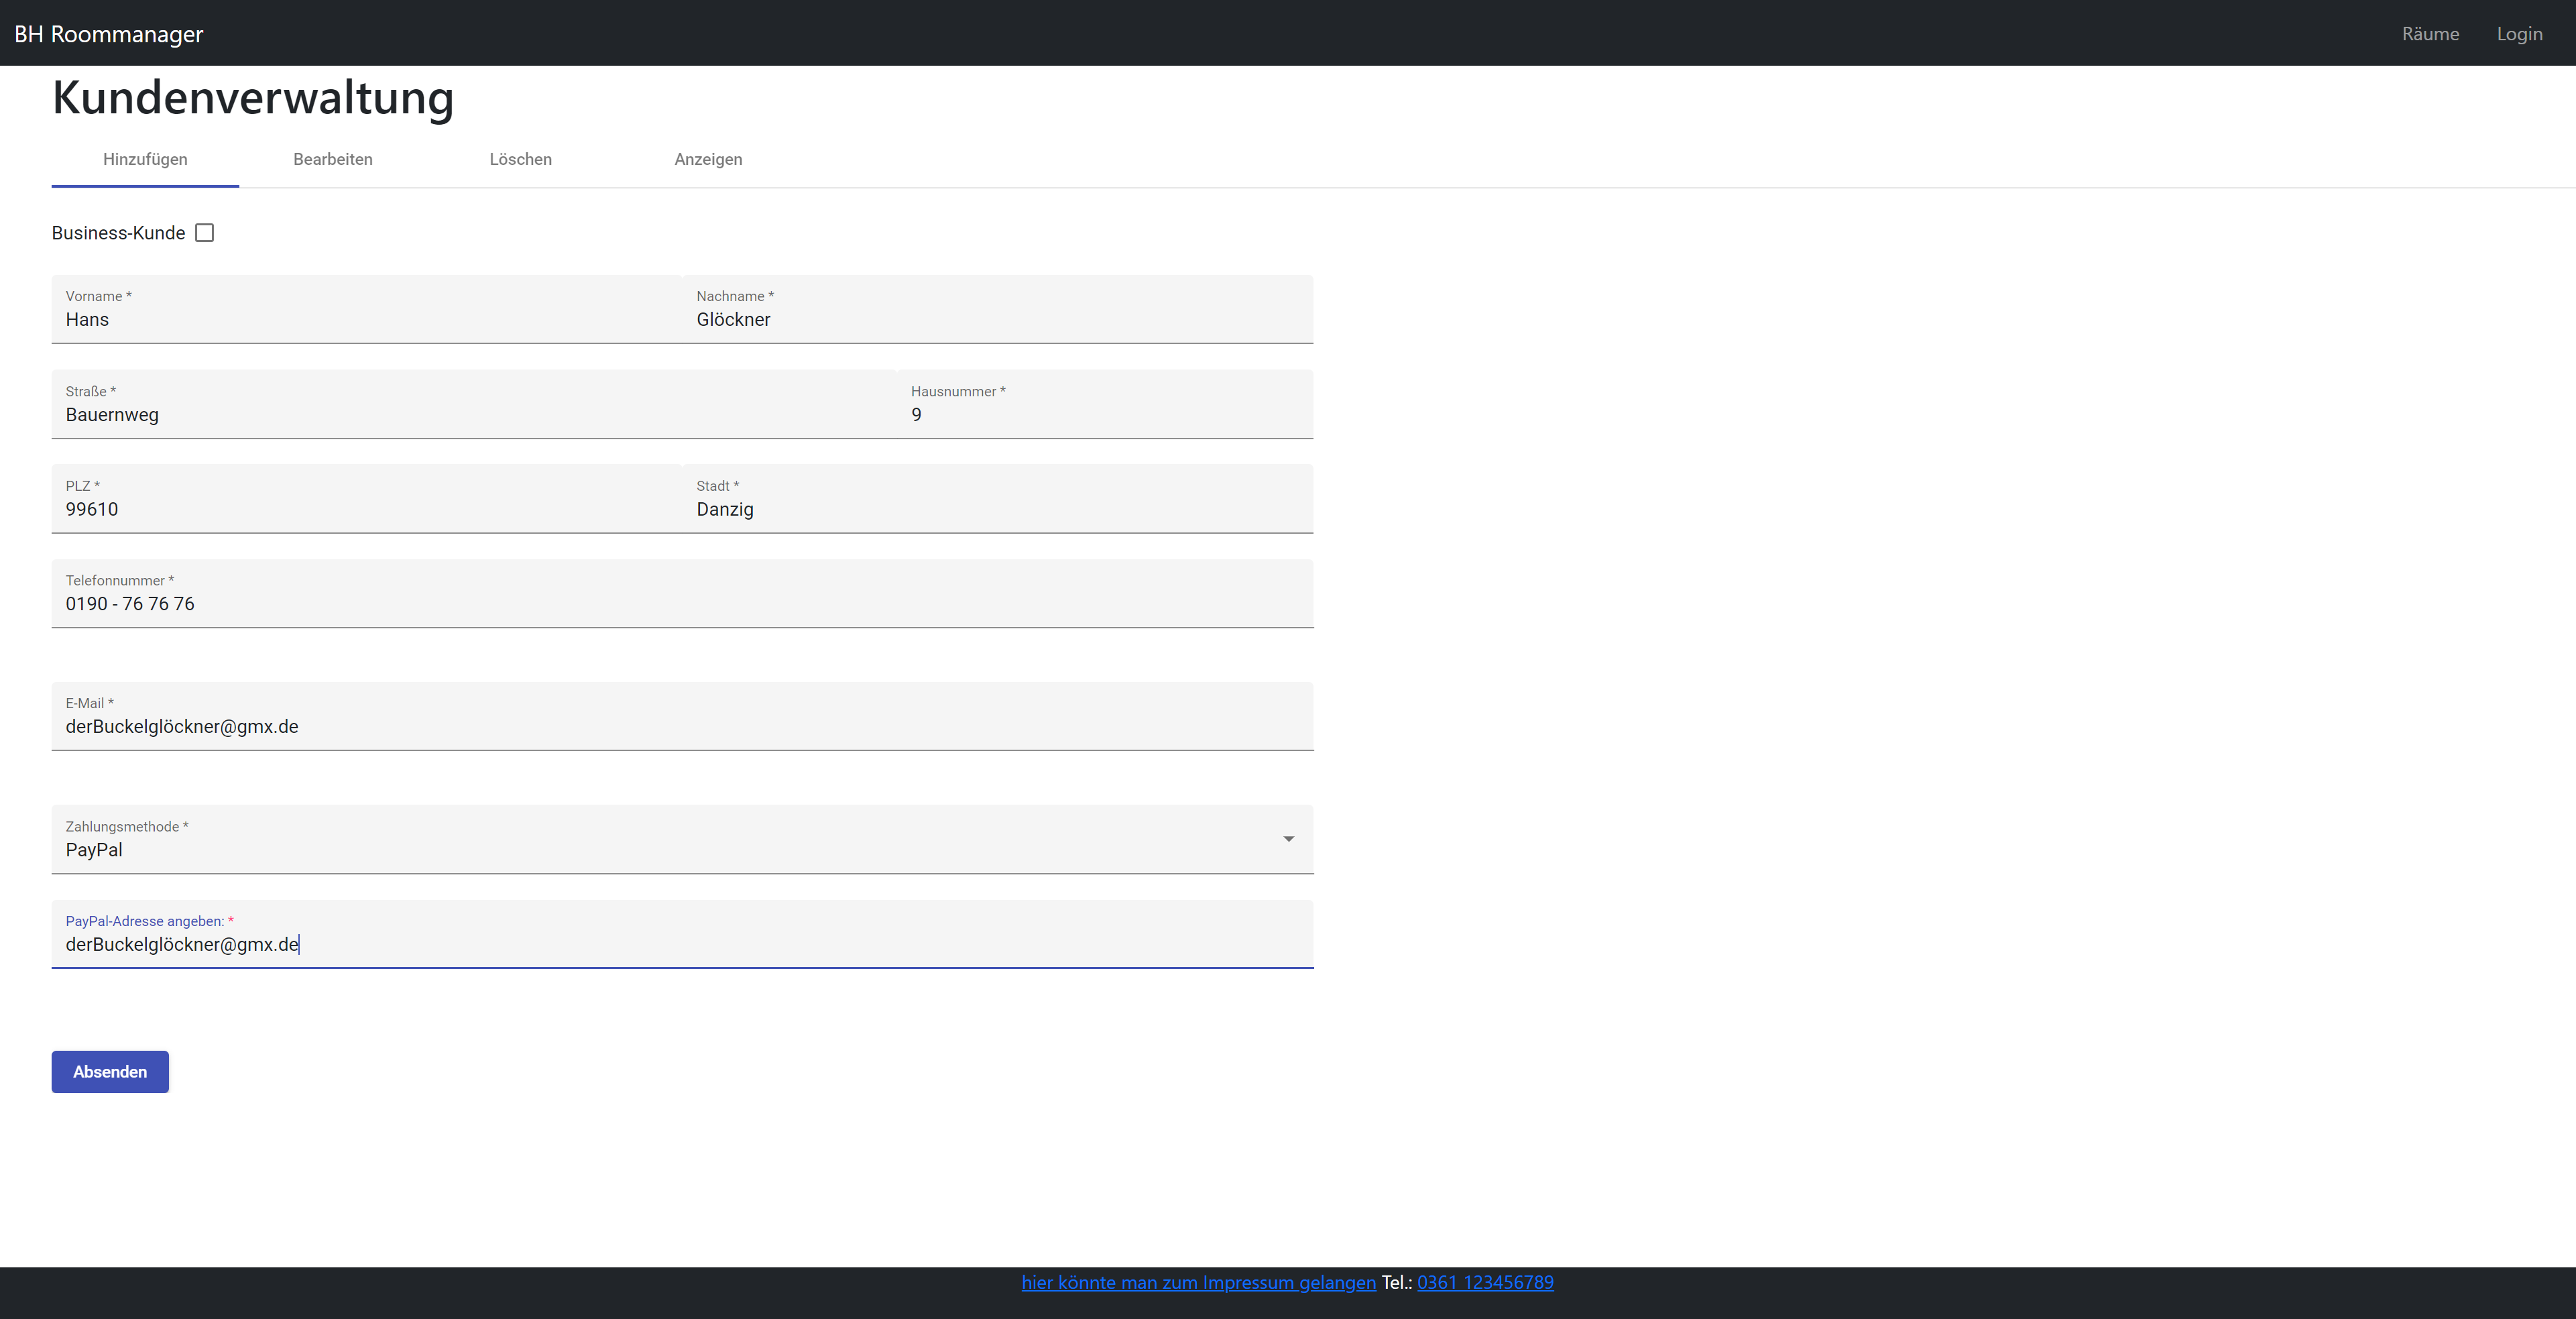 BH Roommanager Räume Login
Kundenverwaltung
Hinzufügen Bearbeiten Löschen Anzeigen
Business-Kunde
Vorname * Nachname *
Hans Glöckner
Straße * Hausnummer *
Bauernweg 9
PLZ * Stadt *
99610 Danzig
Telefonnummer *
0190 - 76 76 76
E-Mail *
derBuckelglöckner@gmx.de
Zahlungsmethode *
PayPal
PayPal-Adresse angeben: *
derBuckelglöckner@gmx.de
Absenden
hier könnte man zum Impressum gelangen Tel.: 0361 123456789